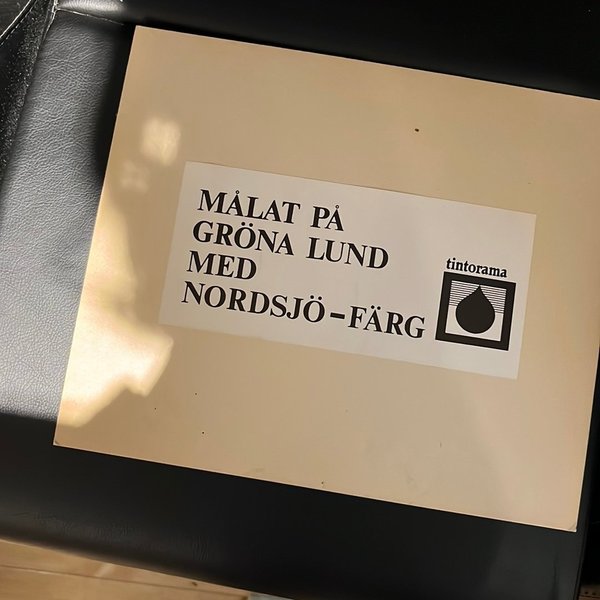 MÅLAT PÅ
GRÖNA LUND
MED
NORDSJÖ-FÄRG
tintorama